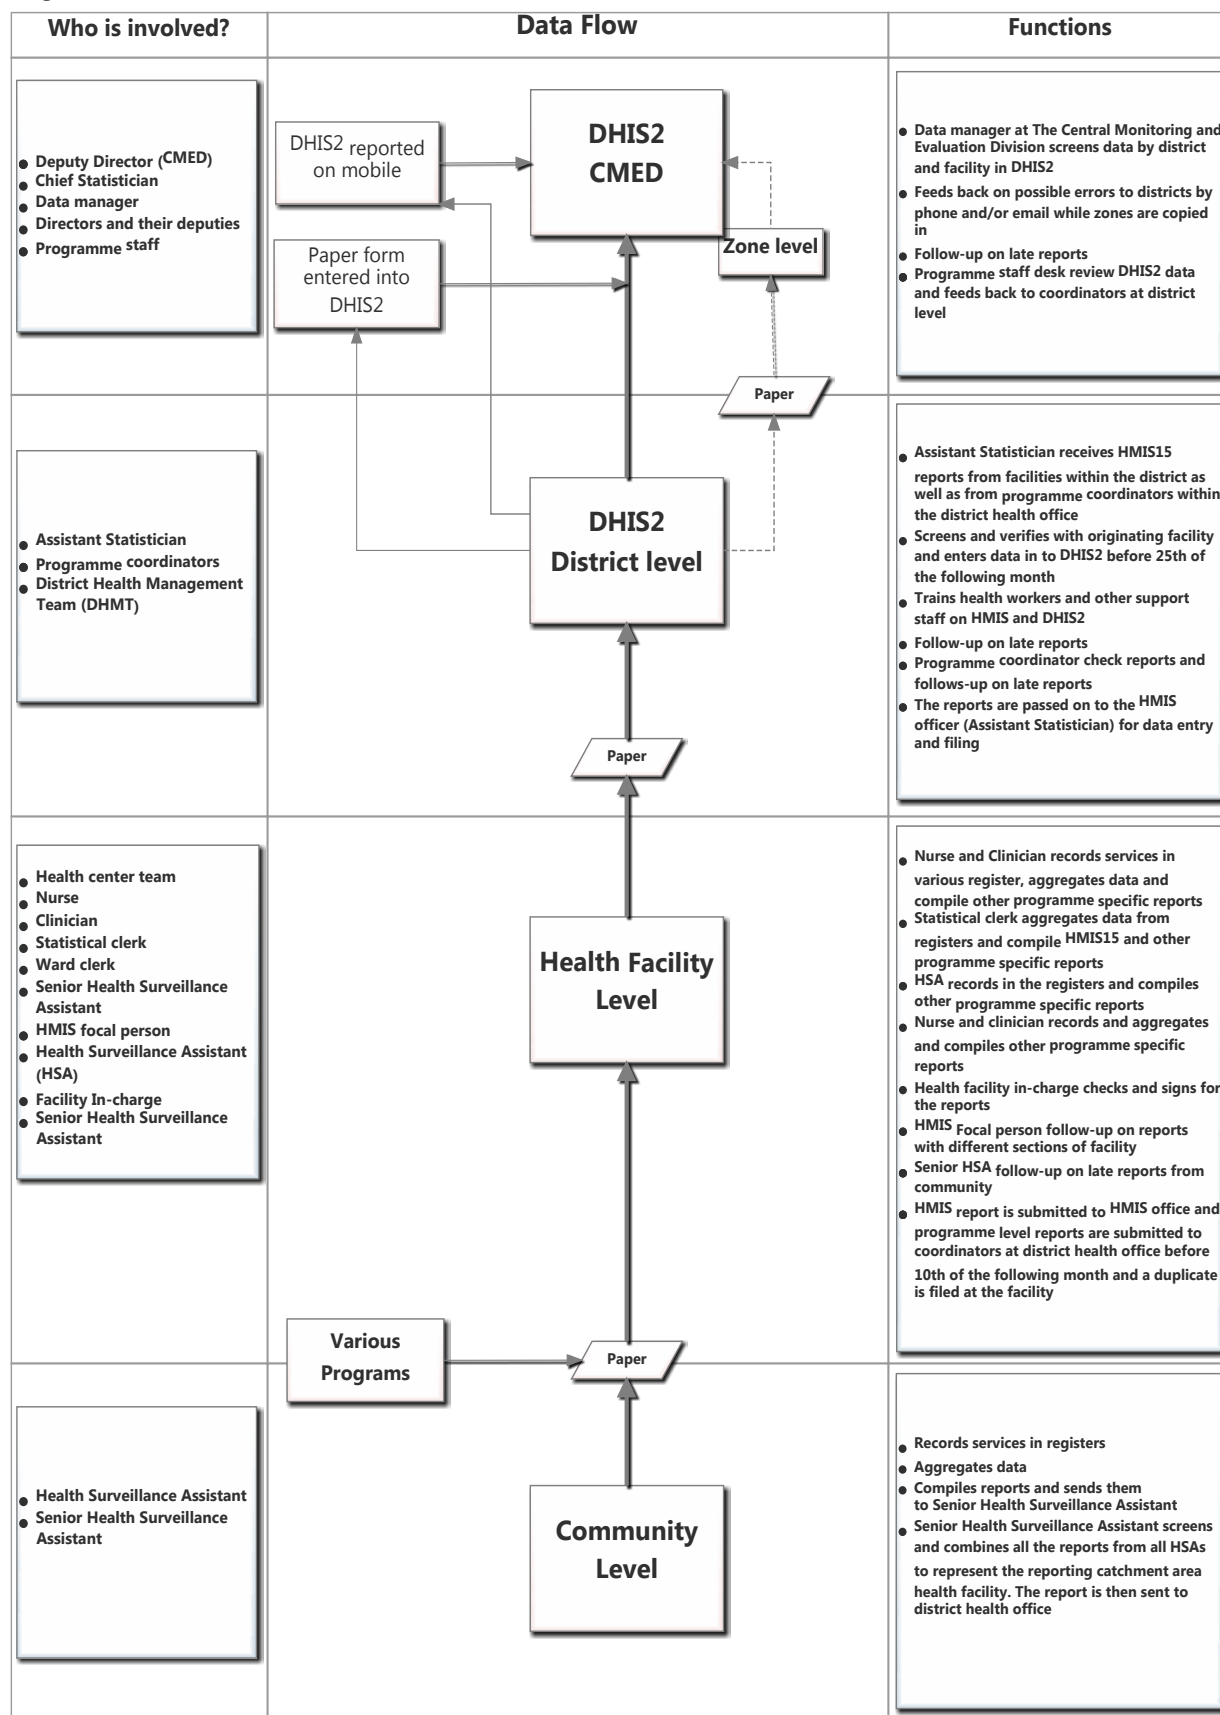 Who is involved?
Data Flow
Functions
Deputy Director (CMED)
Chief Statistician
Data manager
Directors and their deputies
Programme staff
DHIS2 reported
on mobile
DHIS2
CMED
Paper form
entered into
DHIS2
Zone level
Paper
Data manager at The Central Monitoring and
Evaluation Division screens data by district
and facility in DHIS2
Feeds back on possible errors to districts by
phone and/or email while zones are copied
in
Follow-up on late reports
Programme staff desk review DHIS2 data
and feeds back to coordinators at district
level
Assistant Statistician
Programme coordinators
District Health Management
Team (DHMT)
DHIS2
District level
Paper
Assistant Statistician receives HMIS15
reports from facilities within the district as
well as from programme coordinators within
the district health office
Screens and verifies with originating facility
and enters data in to DHIS2 before 25th of
the following month
Trains health workers and other support
staff on HMIS and DHIS2
Follow-up on late reports
Programme coordinator check reports and
follows-up on late reports
The reports are passed on to the HMIS
officer (Assistant Statistician) for data entry
and filing
Health center team
Nurse
Clinician
Statistical clerk
Ward clerk
Senior Health Surveillance
Assistant
HMIS focal person
Health Surveillance Assistant
(HSA)
Facility In-charge
Senior Health Surveillance
Assistant
Health Facility
Level
Various
Programs
Paper
Nurse and Clinician records services in
various register, aggregates data and
compile other programme specific reports
Statistical clerk aggregates data from
registers and compile HMIS15 and other
programme specific reports
HSA records in the registers and compiles
other programme specific reports
Nurse and clinician records and aggregates
and compiles other programme specific
reports
Health facility in-charge checks and signs for
the reports
HMIS Focal person follow-up on reports
with different sections of facility
Senior HSA follow-up on late reports from
community
HMIS report is submitted to HMIS office and
programme level reports are submitted to
coordinators at district health office before
10th of the following month and a duplicate
is filed at the facility
Health Surveillance Assistant
Senior Health Surveillance
Assistant
Community
Level
Records services in registers
Aggregates data
Compiles reports and sends them
to Senior Health Surveillance Assistant
Senior Health Surveillance Assistant screens
and combines all the reports from all HSAs
to represent the reporting catchment area
health facility. The report is then sent to
district health office